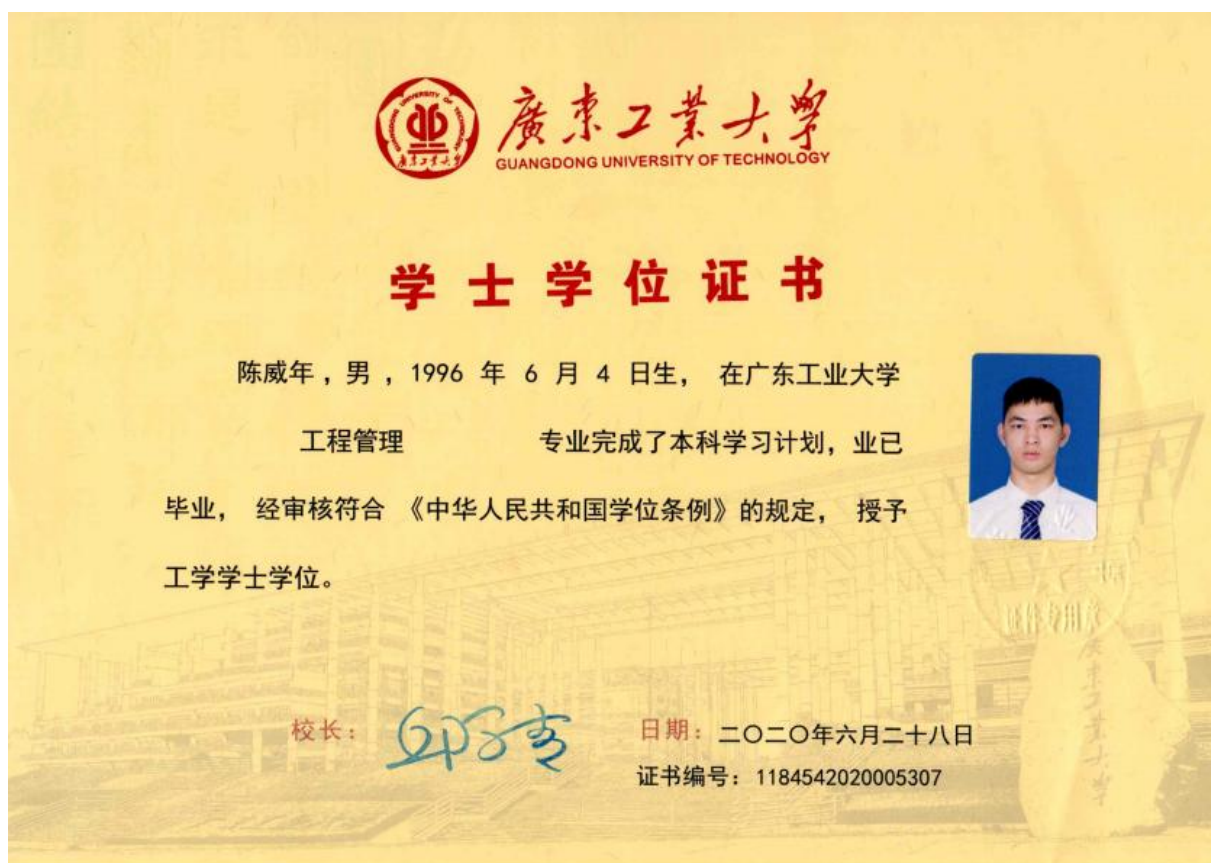 廣東工業大學
GUANGDONG UNIVERSITY OF TECHNOLOGY
学士学位证书
陈威年，男，1996 年 6 月 4 日生， 在广东工业大学
工程管理 专业完成了本科学习计划，业已
毕业， 经审核符合 《中华人民共和国学位条例》的规定， 授予
工学学士学位。
校长：
日期：二〇二〇年六月二十八日
证书编号：1184542020005307
证件专用章